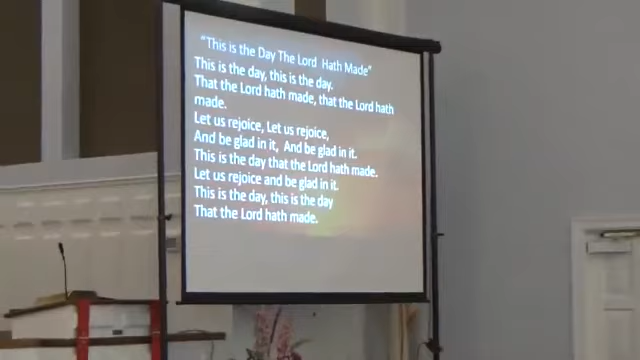 "This is the Day The Lord Hath Made"
This is the day, this is the day.
That the Lord hath made, that the Lord hath
made.
Let us rejoice, Let us rejoice,
And be glad in it, And be glad in it.
This is the day that the Lord hath made.
Let us rejoice and be glad in it.
This is the day, this is the day
That the Lord hath made.